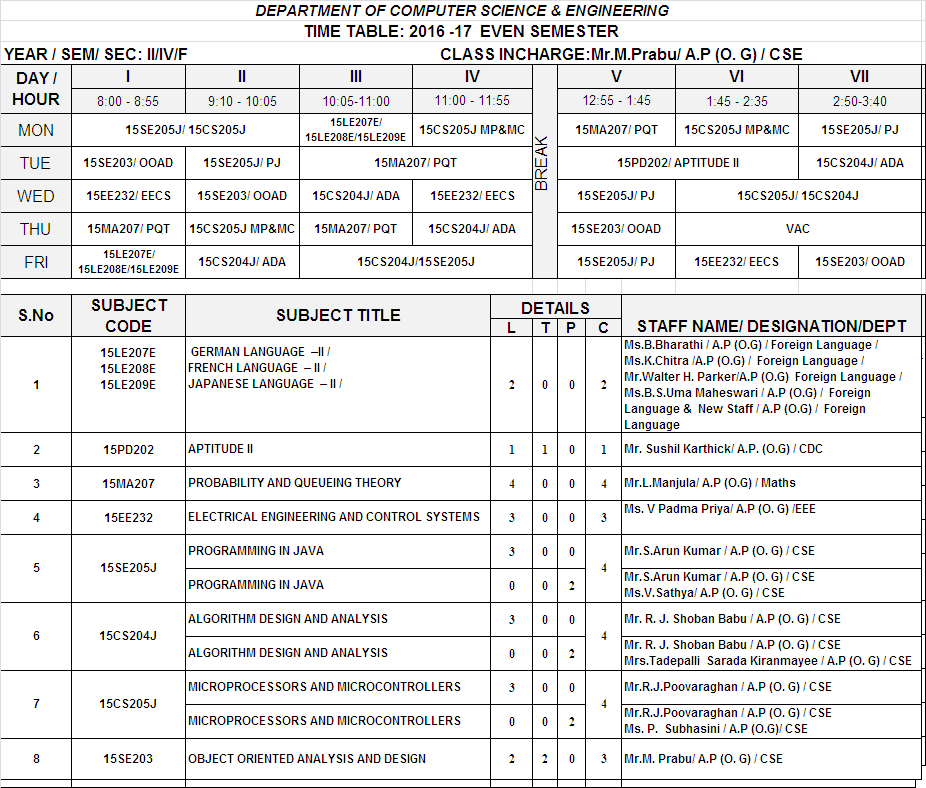 DEPARTMENT OF COMPUTER SCIENCE & ENGINEERING
TIME TABLE: 2016 -17 EVEN SEMESTER
YEAR / SEM/ SEC: II/IV/F CLASS INCHARGE:Mr.M.Prabu/ A.P (O. G) / CSE
DAY / HOUR I II III IV BREAK V VI VII
8:00 - 8:55 9:10 - 10:05 10:05-11:00 11:00 - 11:55 12:55 - 1:45 1:45 - 2:35 2:50-3:40
MON 15SE205J/ 15CS205J 15LE207E/ 15LE208E/15LE209E 15CS205J MP&MC 15MA207/ PQT 15CS205J MP&MC 15SE205J/ PJ
TUE 15SE203/ OOAD 15SE205J/ PJ 15MA207/ PQT 15PD202/ APTITUDE II 15CS204J/ ADA
WED 15EE232/ EECS 15SE203/ OOAD 15CS204J/ ADA 15EE232/ EECS 15SE205J/ PJ 15CS205J/ 15CS204J
THU 15MA207/ PQT 15CS205J MP&MC 15MA207/ PQT 15CS204J/ ADA 15SE203/ OOAD VAC
FRI 15LE207E/ 15LE208E/15LE209E 15CS204J/ ADA 15CS204J/15SE205J 15SE205J/ PJ 15EE232/ EECS 15SE203/ OOAD
S.No SUBJECT CODE SUBJECT TITLE DETAILS STAFF NAME/ DESIGNATION/DEPT
L T P C
1 15LE207E 15LE208E 15LE209E GERMAN LANGUAGE –II / FRENCH LANGUAGE – II / JAPANESE LANGUAGE – II / 2 0 0 2 Ms.B.Bharathi / A.P (O.G) / Foreign Language /
Ms.K.Chitra /A.P (O.G) / Foreign Language /
Mr.Walter H. Parker/A.P (O.G) Foreign Language /
Ms.B.S.Uma Maheswari / A.P (O.G) / Foreign
Language & New Staff / A.P (O.G) / Foreign
Language
2 15PD202 APTITUDE II 1 1 0 1 Mr. Sushil Karthick/ A.P. (O.G) / CDC
3 15MA207 PROBABILITY AND QUEUEING THEORY 4 0 0 4 Mr.L.Manjula/ A.P (O.G) / Maths
4 15EE232 ELECTRICAL ENGINEERING AND CONTROL SYSTEMS 3 0 0 3 Ms. V Padma Priya/ A.P (O. G) /EEE
5 15SE205J PROGRAMMING IN JAVA 3 0 0 4 Mr.S.Arun Kumar / A.P (O. G) / CSE
PROGRAMMING IN JAVA 0 0 2 Mr.S.Arun Kumar / A.P (O. G) / CSE
Ms.V.Sathya/ A.P (O. G) / CSE
6 15CS204J ALGORITHM DESIGN AND ANALYSIS 3 0 0 4 Mr. R. J. Shoban Babu / A.P (O. G) / CSE
ALGORITHM DESIGN AND ANALYSIS 0 0 2 Mr. R. J. Shoban Babu / A.P (O. G) / CSE
Mrs.Tadepalli Sarada Kiranmayee / A.P (O. G) / CSE
7 15CS205J MICROPROCESSORS AND MICROCONTROLLERS 3 0 0 4 Mr.R.J.Poovaraghan / A.P (O. G) / CSE
MICROPROCESSORS AND MICROCONTROLLERS 0 0 2 Mr.R.J.Poovaraghan / A.P (O. G) / CSE
Ms. P. Subhasini / A.P (O.G)/ CSE
8 15SE203 OBJECT ORIENTED ANALYSIS AND DESIGN 2 2 0 3 Mr.M. Prabu/ A.P (O. G) / CSE